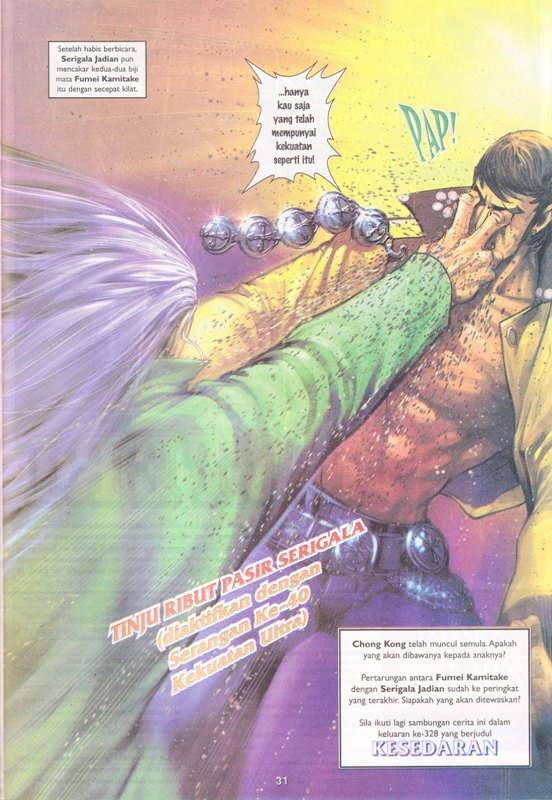 Setelah habis berbicara,
Serigala Jadian pun
mencakar kedua-dua biji
mata Fumei Kamitake
itu dengan secepat kilat.
...hanya
kau saja
yang telah
mempunyai
kekuatan
seperti itu!
PAP!
TINJU RIBUT PASIR SERIGALA
(diaktifkan dengan
Serangan Ke-40
Kekuatan Ultra)
Chong Kong telah muncul semula. Apakah
yang akan dibawanya kepada anaknya?
Pertarungan antara Fumei Kamitake
dengan Serigala Jadian sudah ke peringkat
yang terakhir. Siapakah yang akan ditewaskan?
Sila ikuti lagi sambungan cerita ini dalam
keluaran ke-328 yang berjudul
KESEDARAN
31